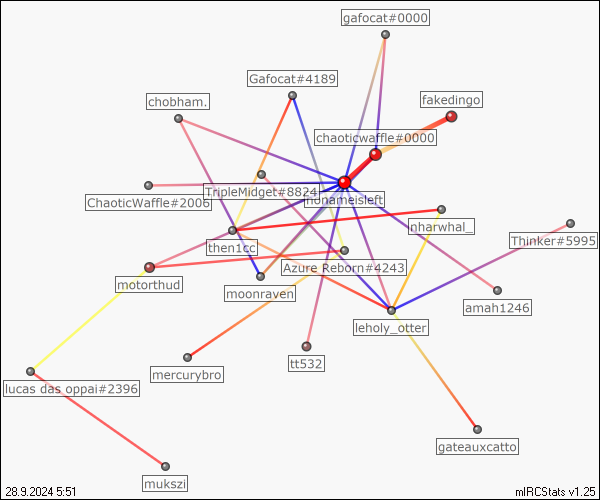 gafocat#0000
Gafocat#4189
fakedingo
chobham.
chaoticwaffle#0000
TripleMidget#8824
ChaoticWaffle#2006
nonameisleft
nharwhal_
Thinker#5995
then1cc
Azure Reborn#4243
motorthud
moonraven
amah1246
leholy_otter
tt532
mercurybro
lucas das oppai#2396
gateauxcatto
mukszi
28.9.2024 5:51
mIRCStats v1.25